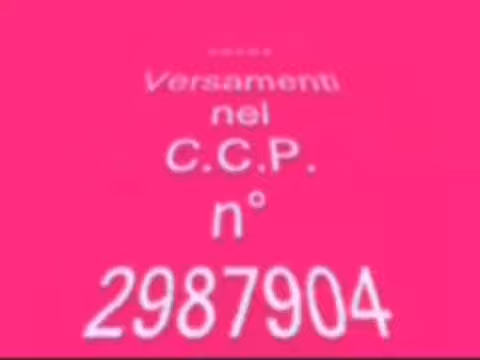 -----
Versamenti
nel
C.C.P.
n°
2987904